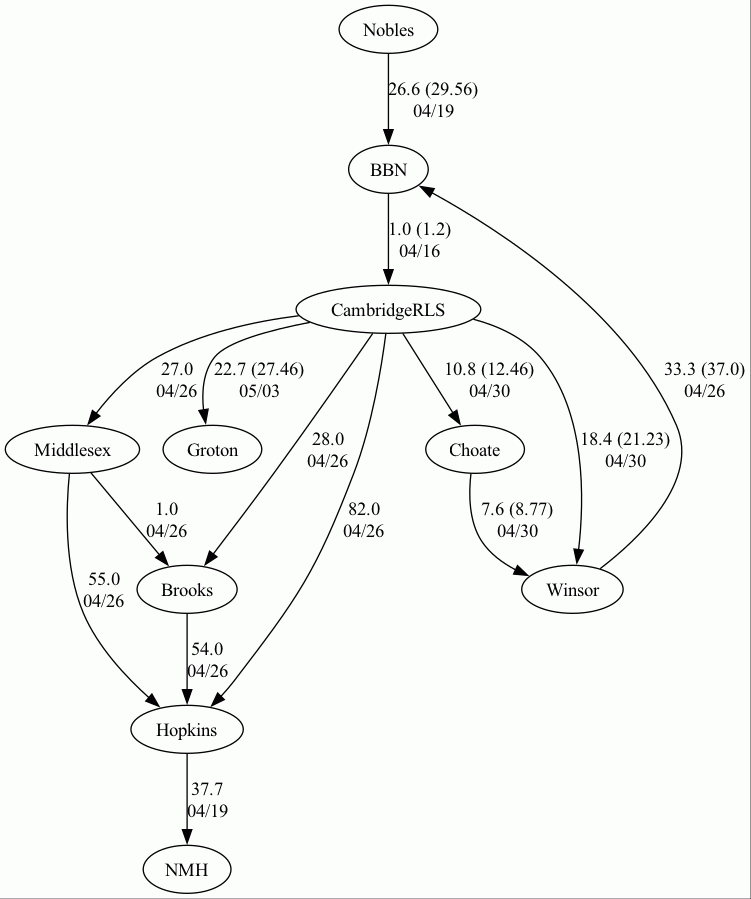 Nobles
26.6 (29.56)
04/19
BBN
1.0 (1.2)
04/16
CambridgeRLS
27.0
04/26
22.7 (27.46)
05/03
10.8 (12.46)
04/30
33.3 (37.0)
04/26
Middlesex
Groton
28.0
04/26
Choate
18.4 (21.23)
04/30
1.0
04/26
82.0
04/26
7.6 (8.77)
04/30
55.0
04/26
Brooks
Winsor
54.0
04/26
Hopkins
37.7
04/19
NMH